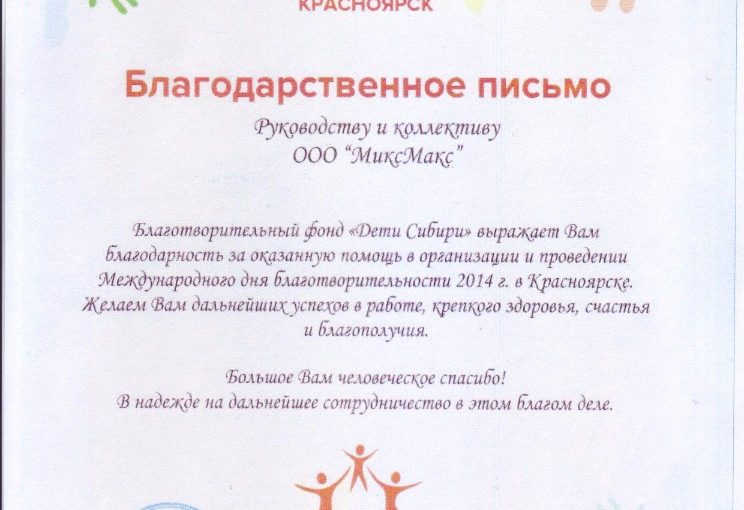 КРАСНОЯРСК
Благодарственное письмо
Руководству и коллективу
ООО “МиксМакс”
Благотворительный фонд «Дети Сибири» выражает Вам
благодарность за оказанную помощь в организации и проведении
Международного дня благотворительности 2014 г. в Красноярске.
Желаем Вам дальнейших успехов в работе, крепкого здоровья, счастья
и благополучия.
Большое Вам человеческое спасибо!
В надежде на дальнейшее сотрудничество в этом благом деле.